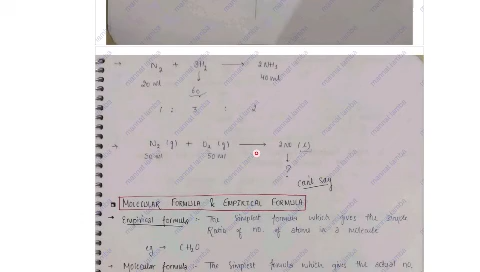 → N2 + 3H2 → 2NH3
20 ml 60 40 ml
1 : 3 : 2
→ N2 (g) + O2 (g) → 2NO (l)
30 ml 50 ml ?
cant say
MOLECULAR FORMULA & EMPIRICAL FORMULA
→ Empirical formula :- The Simplest formula which gives the simple
Ratio of no. of atoms in a molecule
eg → CH2O
→ Molecular formula :- The Simplest formula which gives the actual no.